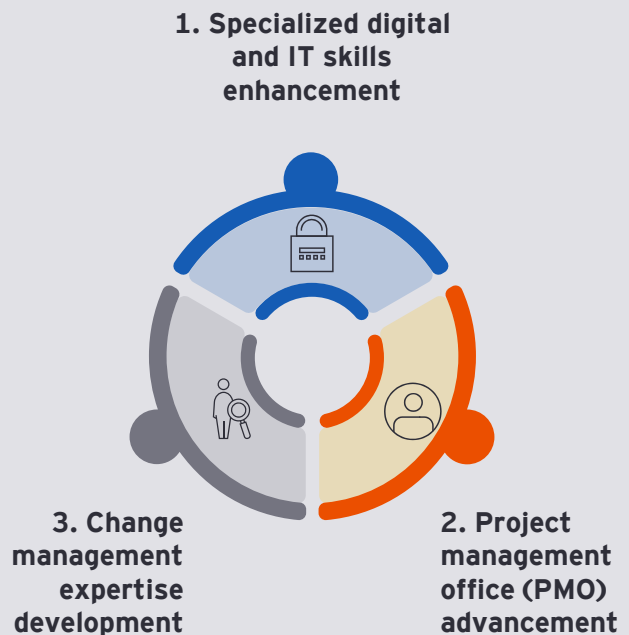 1. Specialized digital
and IT skills
enhancement
3. Change
management
expertise
development
2. Project
management
office (PMO)
advancement